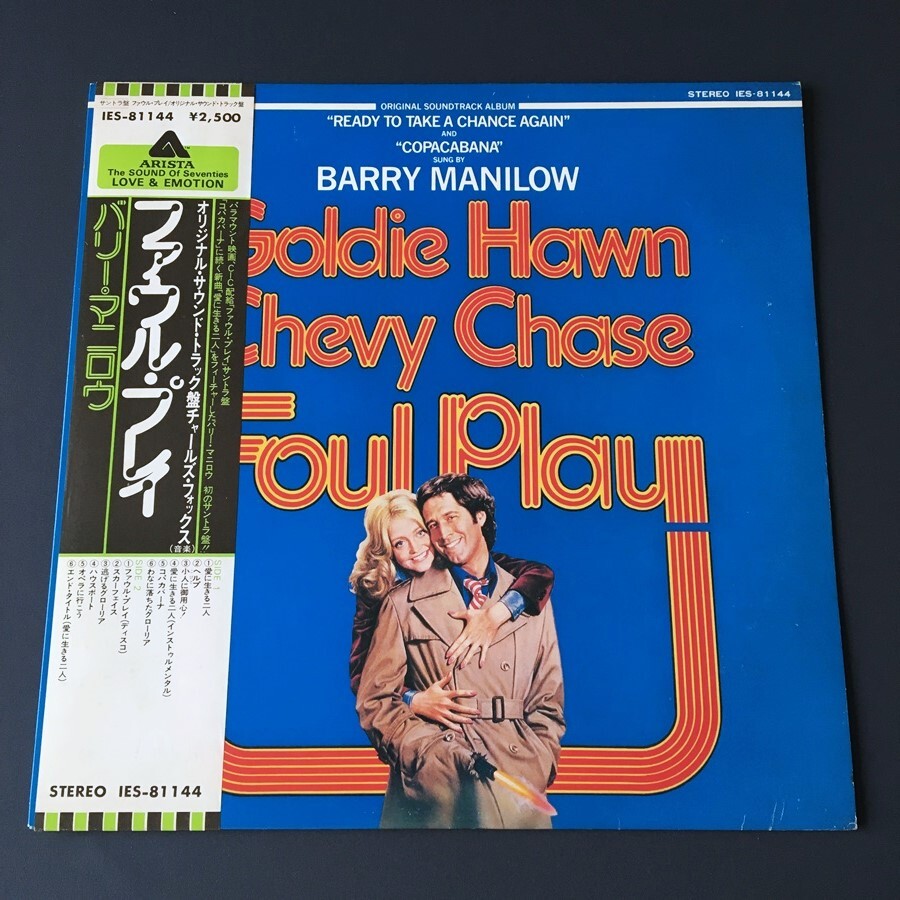 サントラ盤 ファウル・プレイ/オリジナル・サウンド・トラック盤
IES-81144 ¥2,500
ARISTA™
The SOUND Of Seventies
LOVE & EMOTION
パラマウント映画、C-I-C配給「ファウル・プレイ」サントラ盤
「コパカバーナ」に続く新曲「愛に生きる二人」をフィーチャーしたバリー・マニロウ 初のサントラ盤!!
オリジナル・サウンド・トラック盤 チャールズ・フォックス(音楽)
ファウル・プレイ
バリー・マニロウ
SIDE 1
①愛に生きる二人
②ヘルプ
③小人に御用心!
④愛に生きる二人(インストゥルメンタル)
⑤コパカバーナ
⑥わなに落ちたグローリア
SIDE 2
①ファウル・プレイ(ディスコ)
②スカーフェイス
③逃げるグローリア
④ハウスボート
⑤オペラに行こう
⑥エンド・タイトル(愛に生きる二人)
STEREO IES-81144
STEREO IES-81144
ORIGINAL SOUNDTRACK ALBUM
"READY TO TAKE A CHANCE AGAIN"
AND
"COPACABANA"
SUNG BY
BARRY MANILOW
Goldie Hawn
Chevy Chase
Foul Play